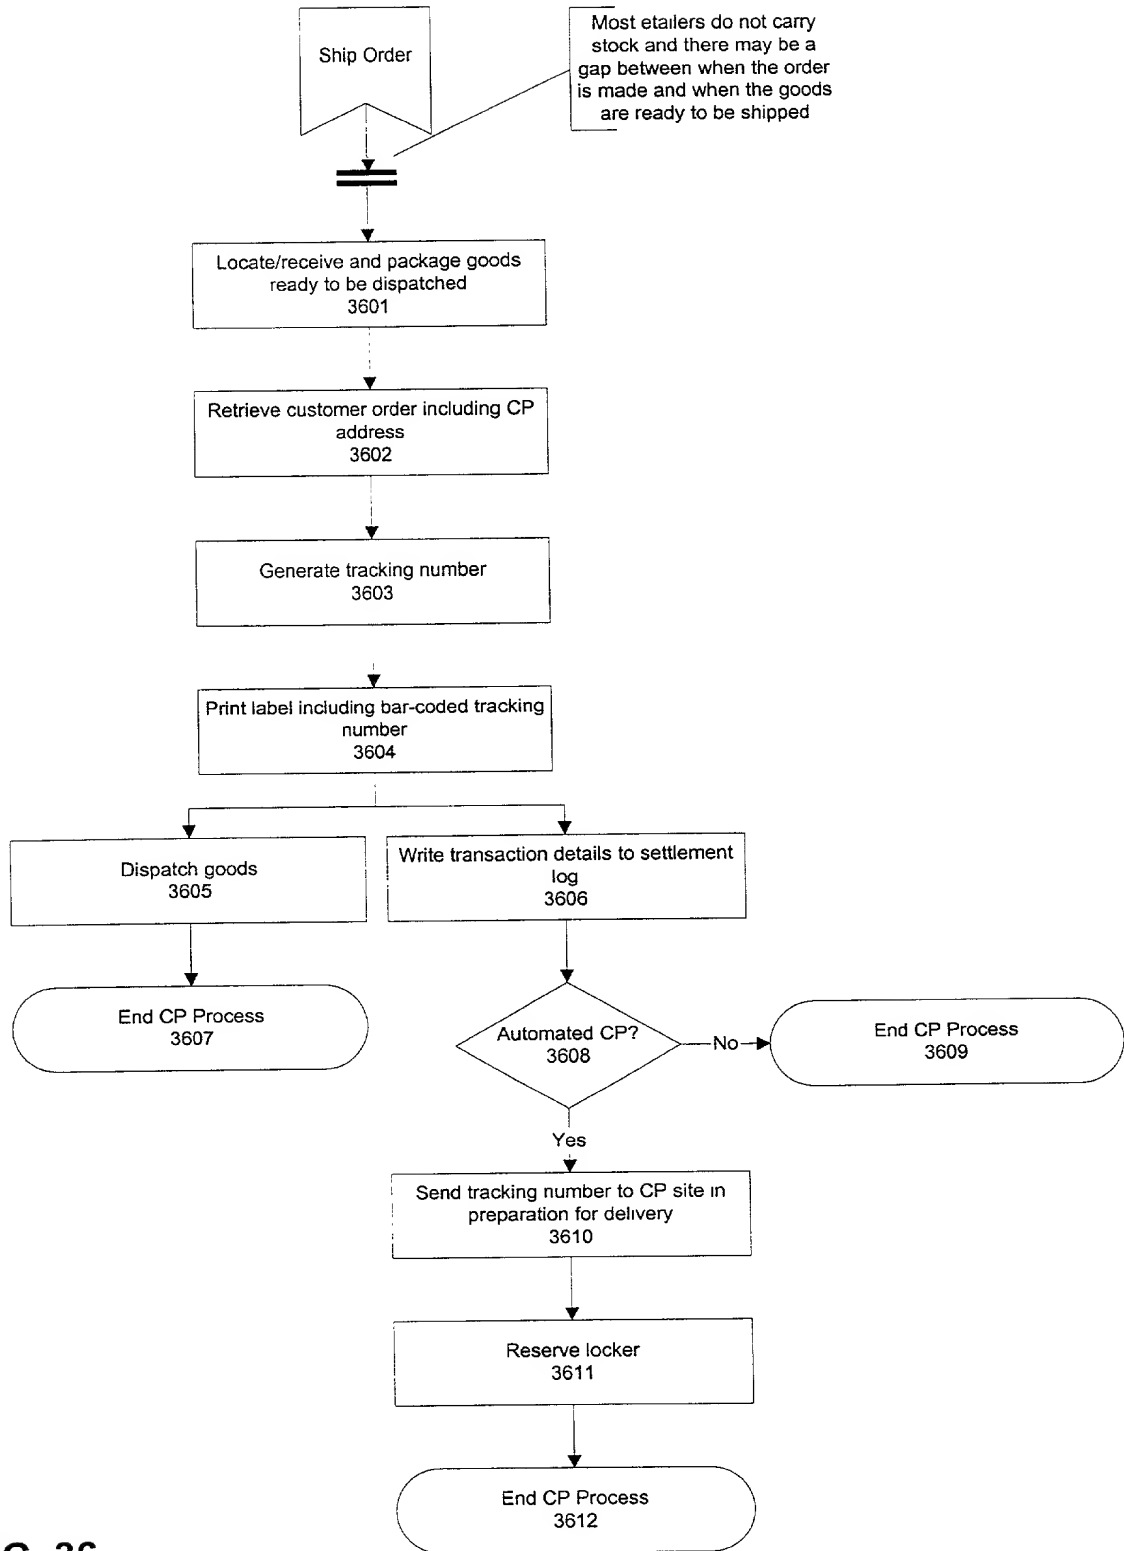 Ship Order
Most etailers do not carry
stock and there may be a
gap between when the order
is made and when the goods
are ready to be shipped
Locate/receive and package goods
ready to be dispatched
3601
Retrieve customer order including CP
address
3602
Generate tracking number
3603
Print label including bar-coded tracking
number
3604
Dispatch goods
3605
Write transaction details to settlement
log
3606
End CP Process
3607
Automated CP?
3608
No
End CP Process
3609
Yes
Send tracking number to CP site in
preparation for delivery
3610
Reserve locker
3611
End CP Process
3612